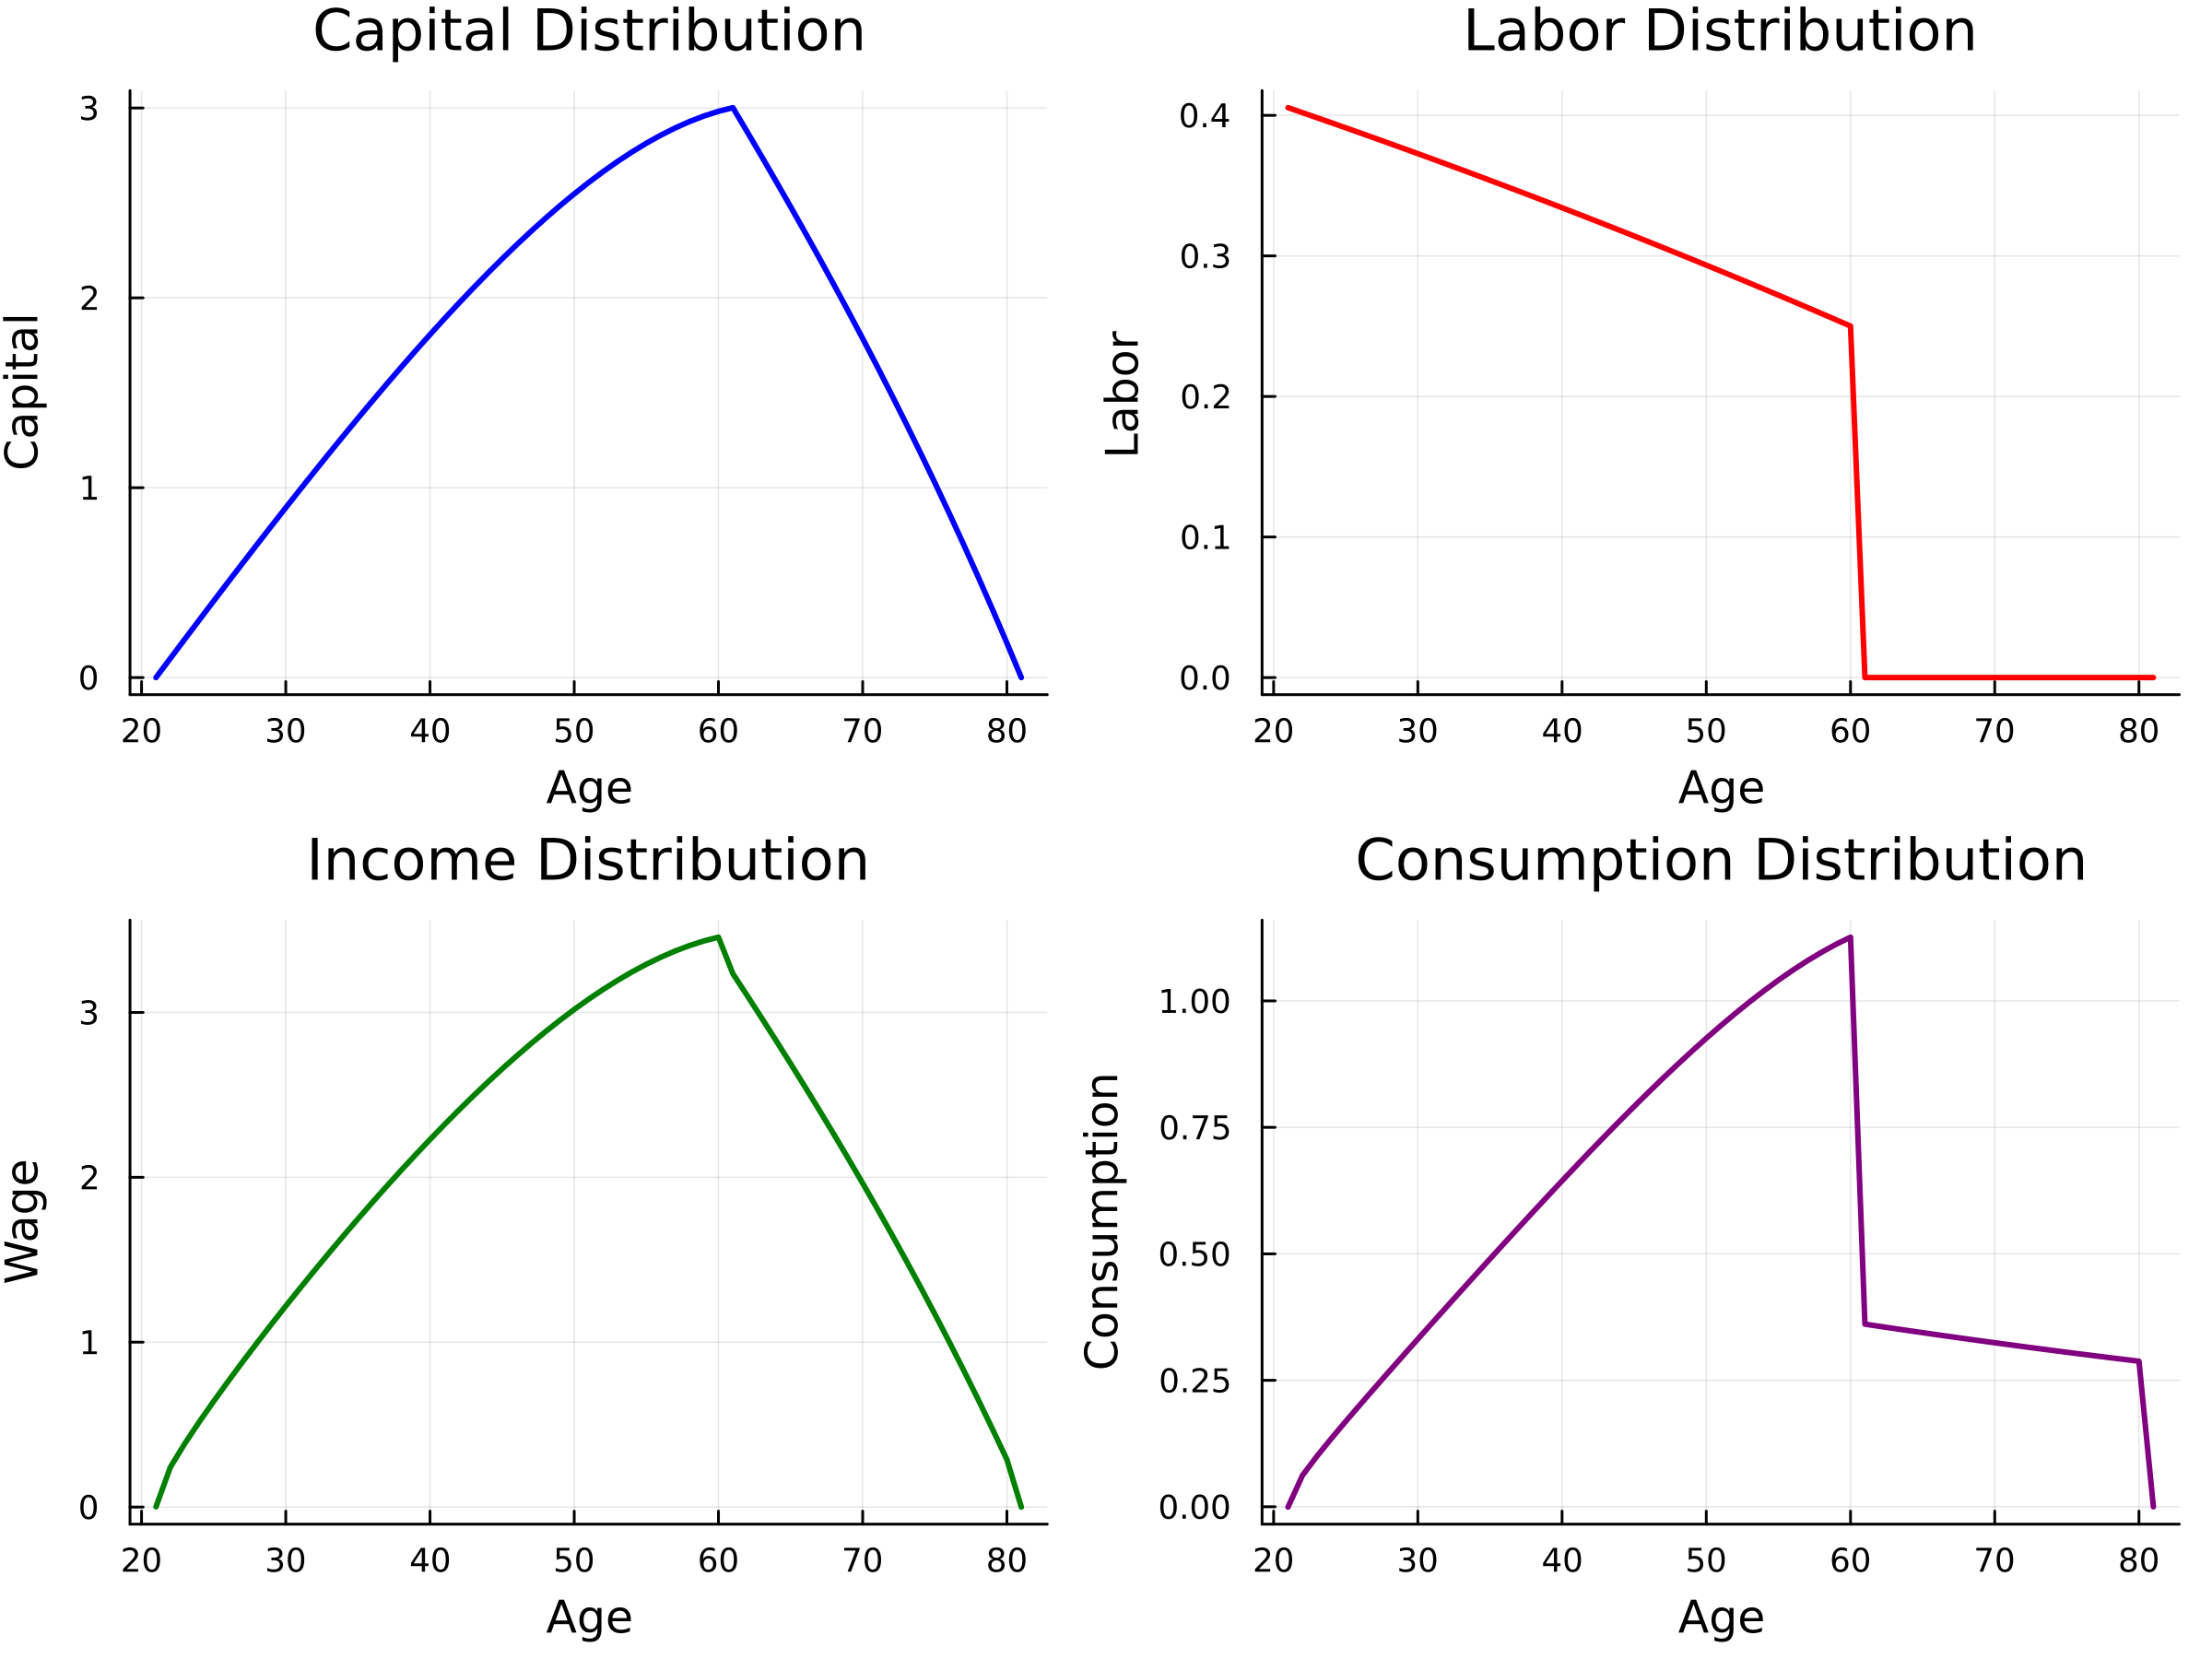 Capital Distribution
3
2
1
0
Capital
20 30 40 50 60 70 80
Age
Labor Distribution
0.4
0.3
0.2
0.1
0.0
Labor
20 30 40 50 60 70 80
Age
Income Distribution
3
2
1
0
Wage
20 30 40 50 60 70 80
Age
Consumption Distribution
1.00
0.75
0.50
0.25
0.00
Consumption
20 30 40 50 60 70 80
Age